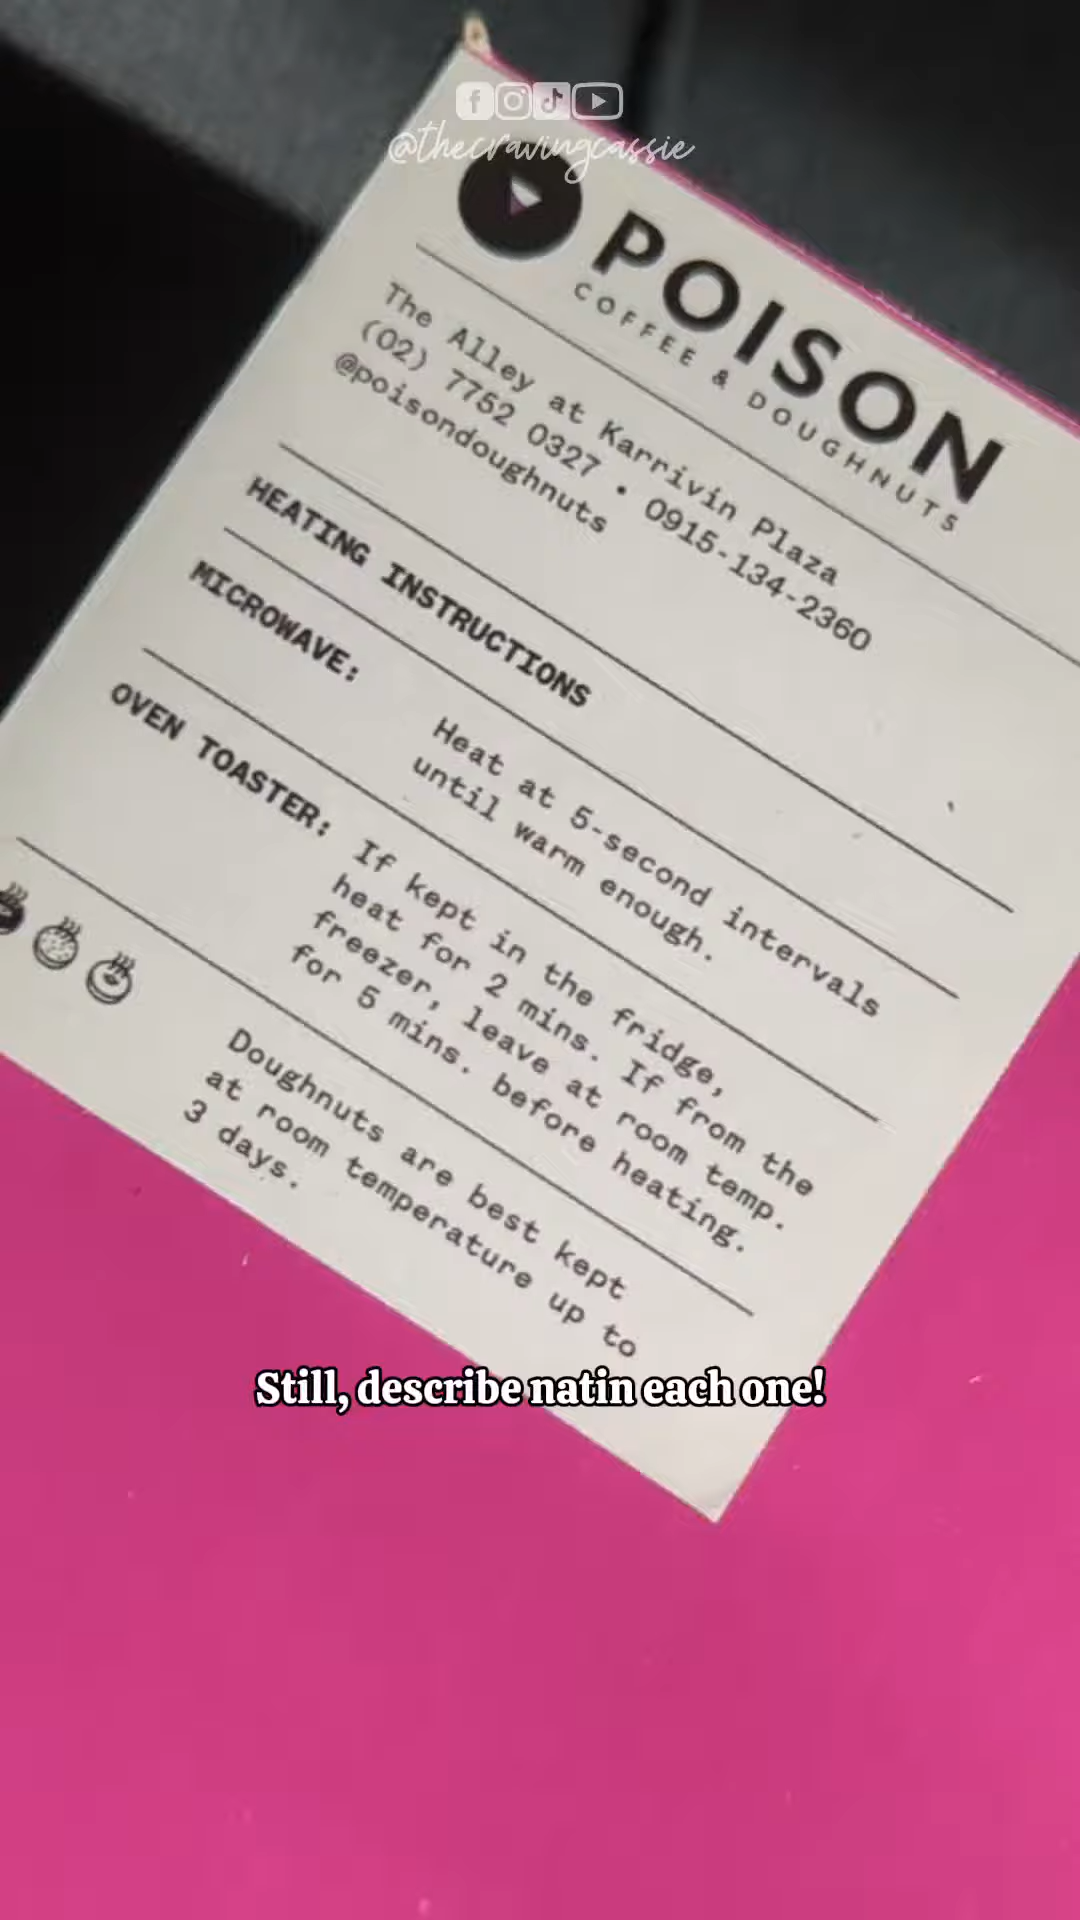 @thecravingcassie
POISON
COFFEE & DOUGHNUTS
The Alley at Karrivin Plaza
(02) 7752 0327 • 0915-134-2360
@poisondoughnuts
HEATING INSTRUCTIONS
MICROWAVE:
Heat at 5-second intervals
until warm enough.
OVEN TOASTER:
If kept in the fridge,
heat for 2 mins. If from the
freezer, leave at room temp.
for 5 mins. before heating.
Doughnuts are best kept
at room temperature up to
3 days.
Still, describe natin each one!